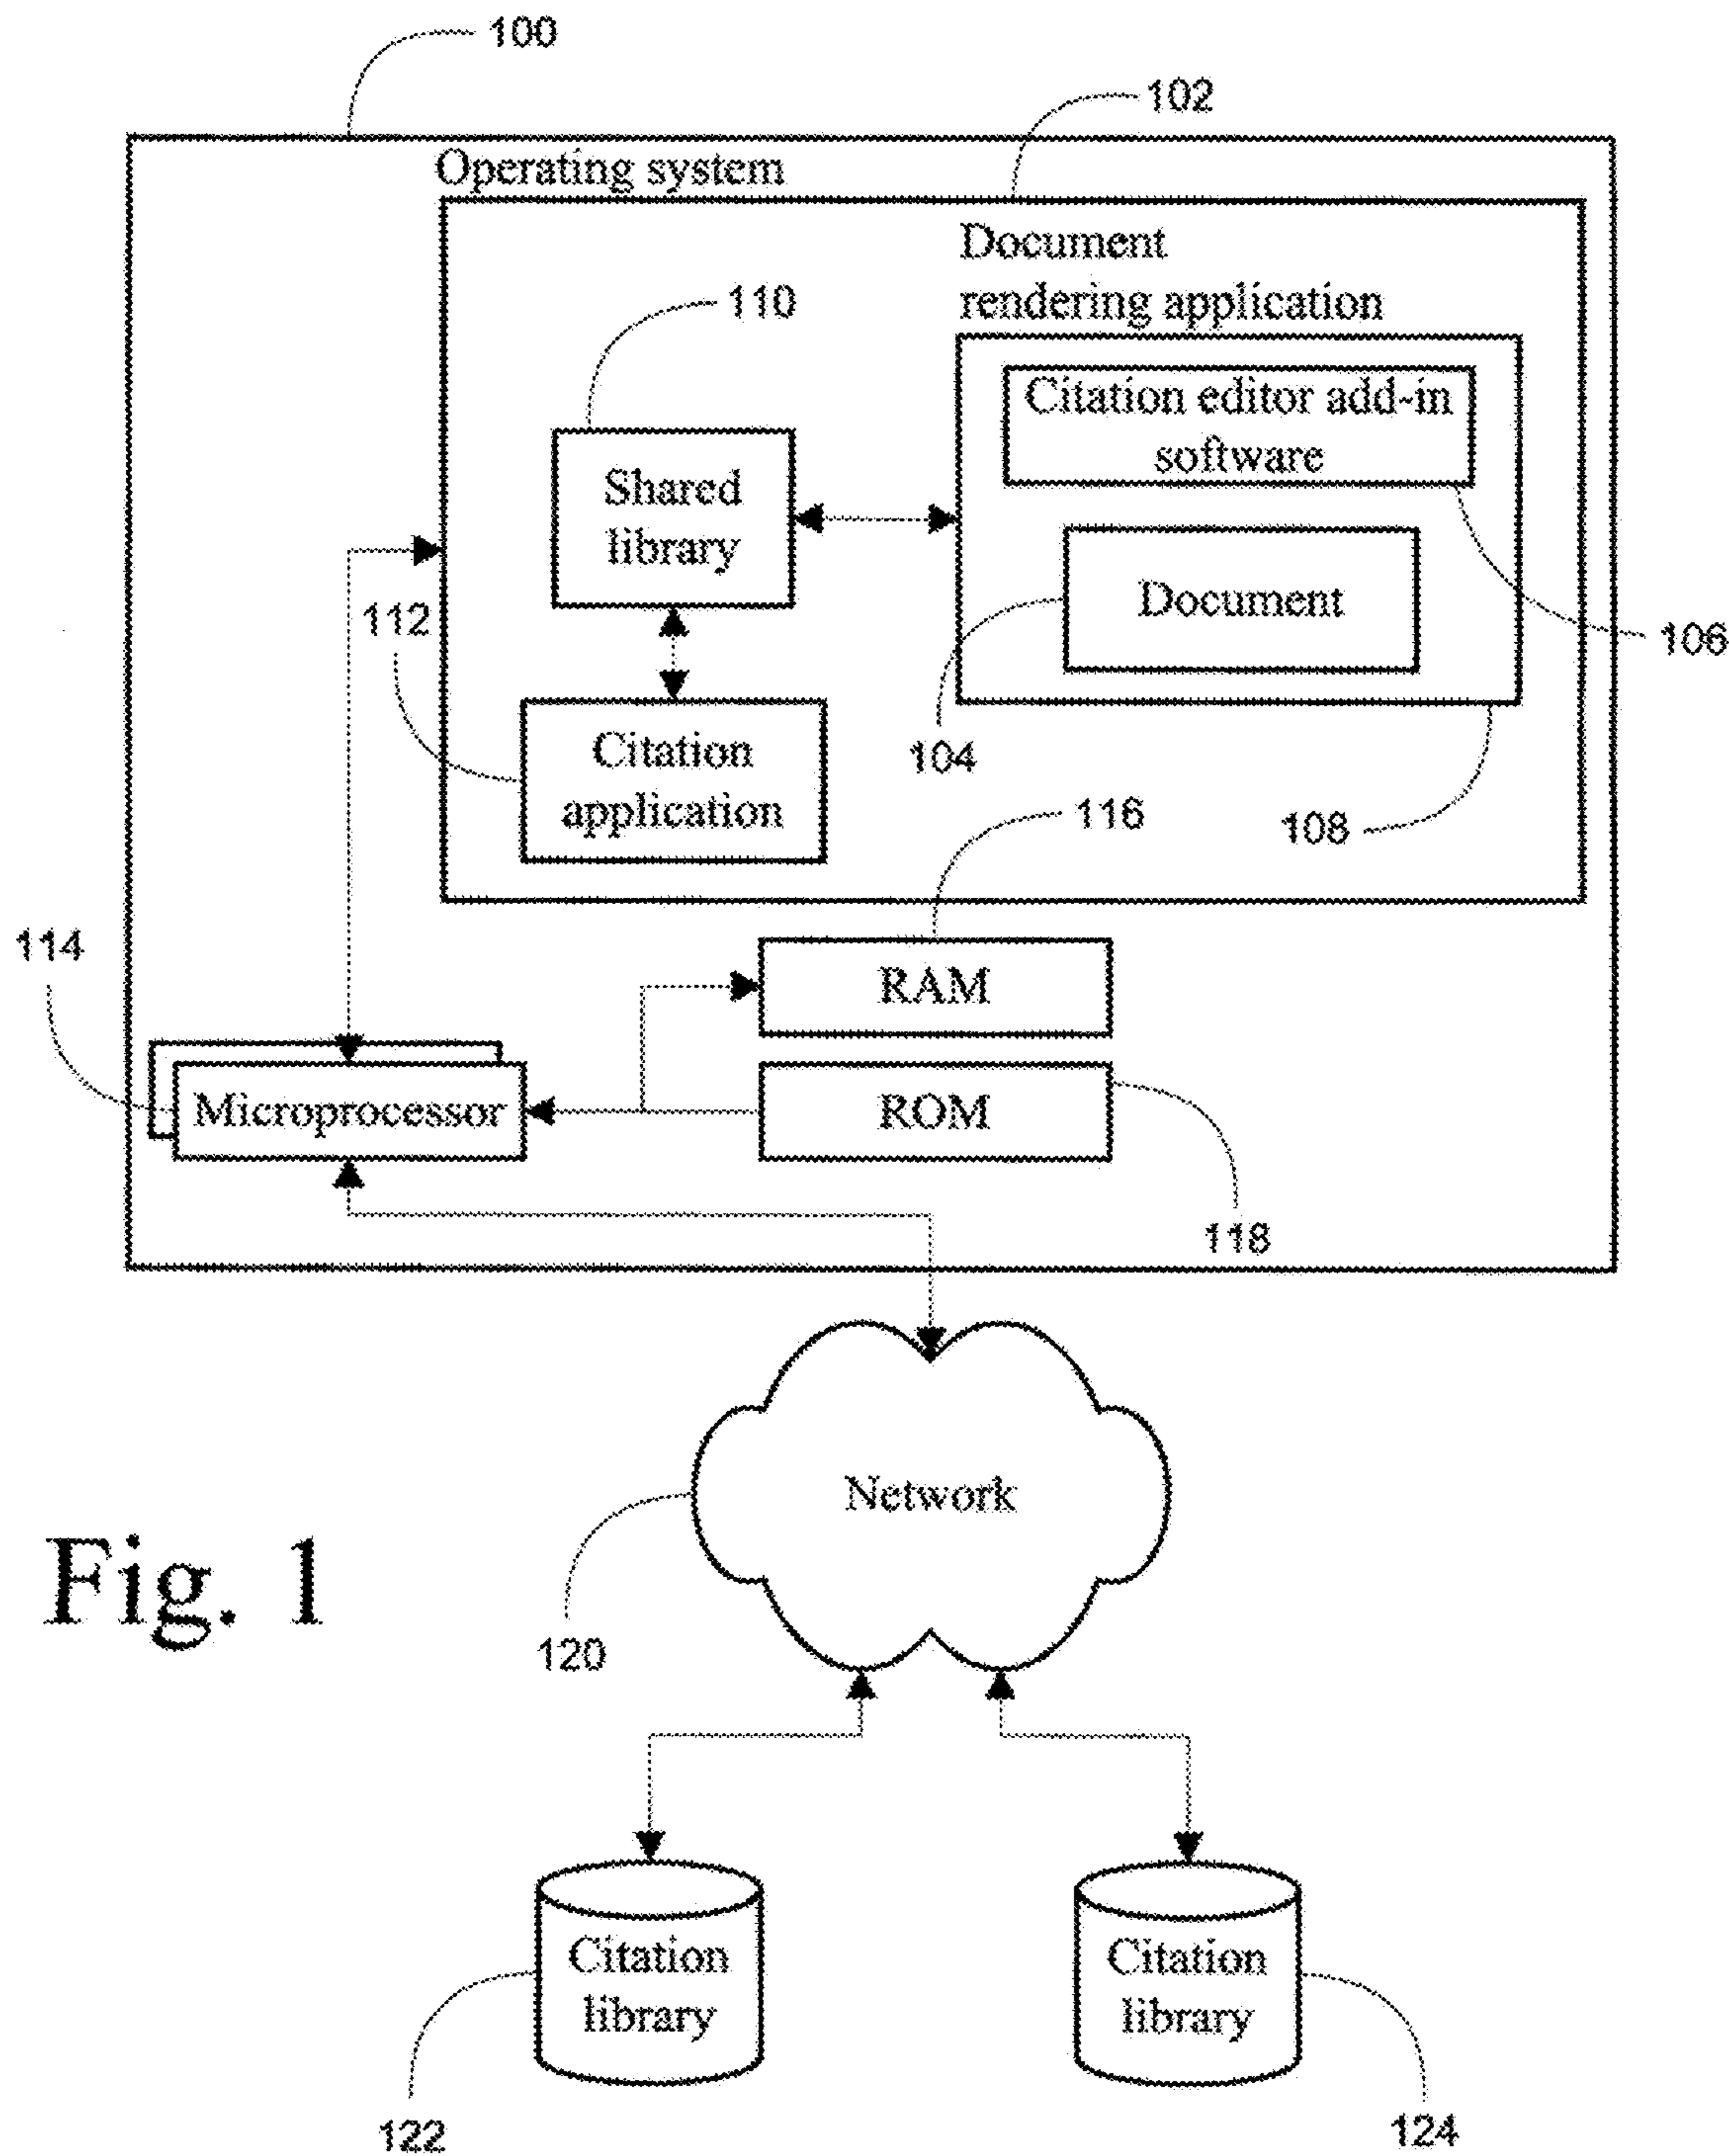 100
102
Operating system
Document
rendering application
110
Citation editor add-in
software
Shared
library
Document
112
106
104
Citation
application
116
108
114
RAM
Microprocessor
ROM
118
Network
Fig. 1
120
Citation
library
Citation
library
122
124